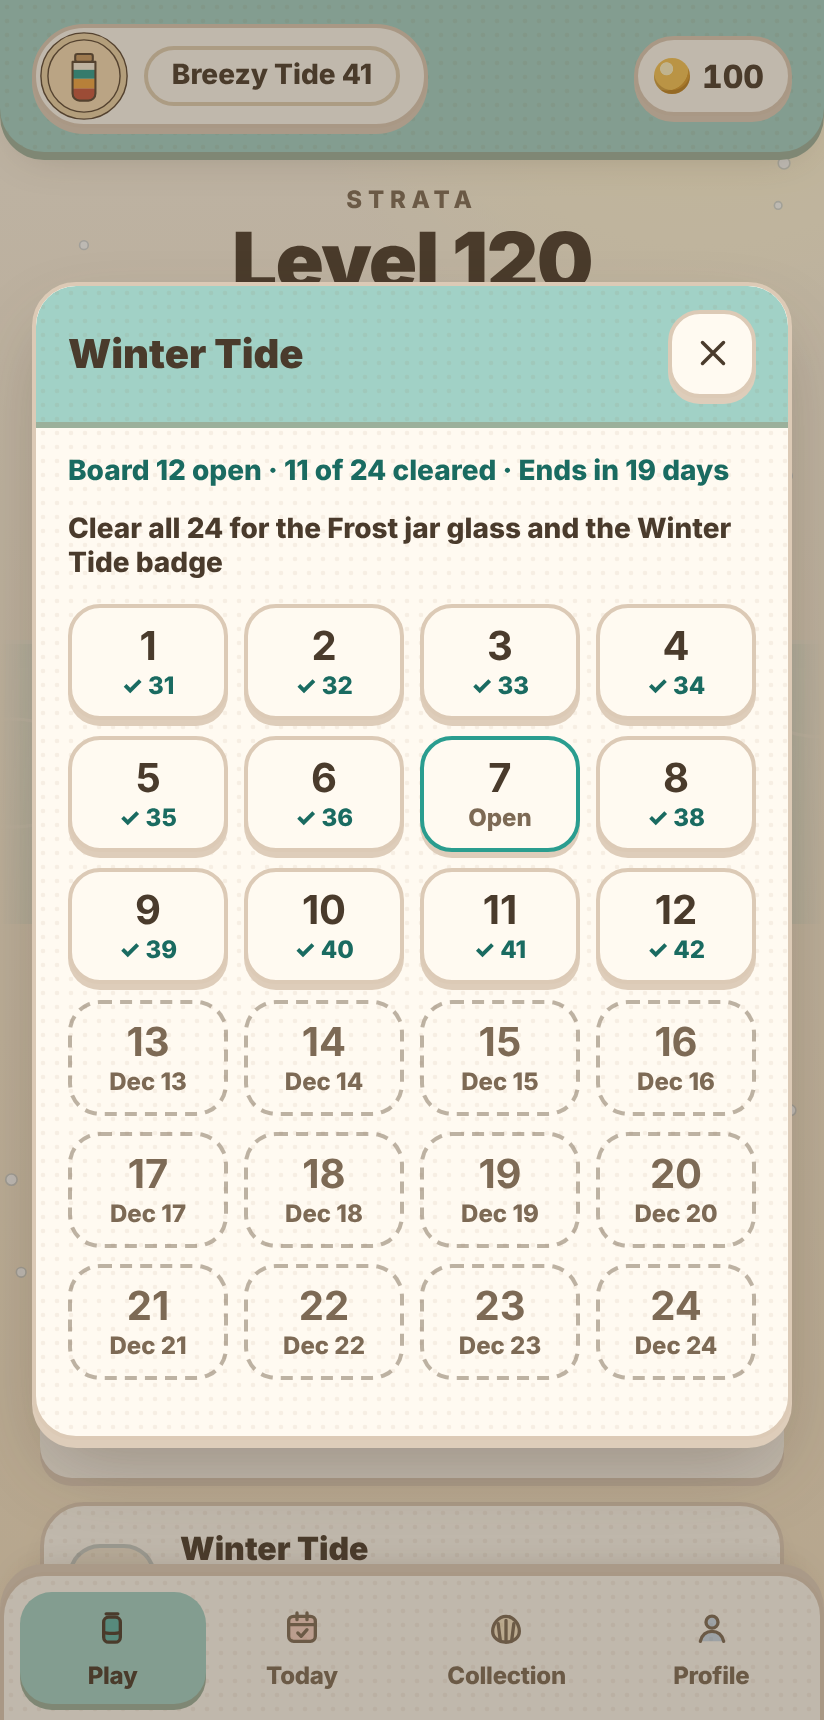 Breezy Tide 41
100
STRATA
Level 120
Winter Tide
Board 12 open · 11 of 24 cleared · Ends in 19 days
Clear all 24 for the Frost jar glass and the Winter
Tide badge
1 2 3 4
✓ 31 ✓ 32 ✓ 33 ✓ 34
5 6 7 8
✓ 35 ✓ 36 Open ✓ 38
9 10 11 12
✓ 39 ✓ 40 ✓ 41 ✓ 42
13 14 15 16
Dec 13 Dec 14 Dec 15 Dec 16
17 18 19 20
Dec 17 Dec 18 Dec 19 Dec 20
21 22 23 24
Dec 21 Dec 22 Dec 23 Dec 24
Winter Tide
Play Today Collection Profile